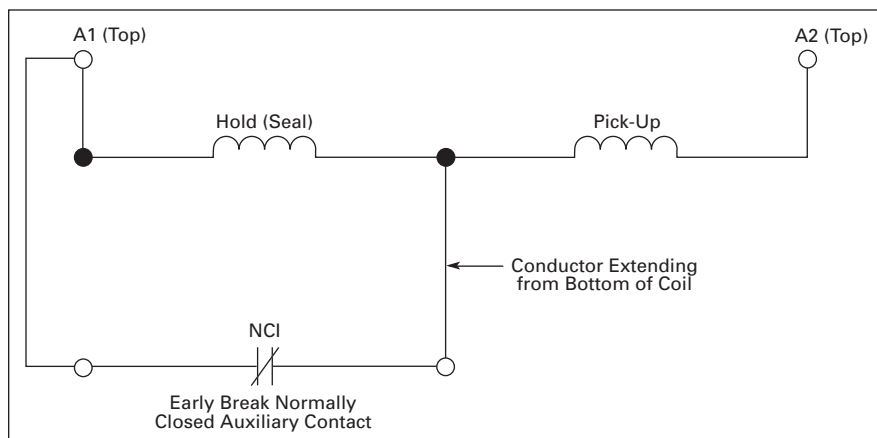 A1 (Top)
A2 (Top)
Hold (Seal)
Pick-Up
Conductor Extending
from Bottom of Coil
NCI
Early Break Normally
Closed Auxiliary Contact